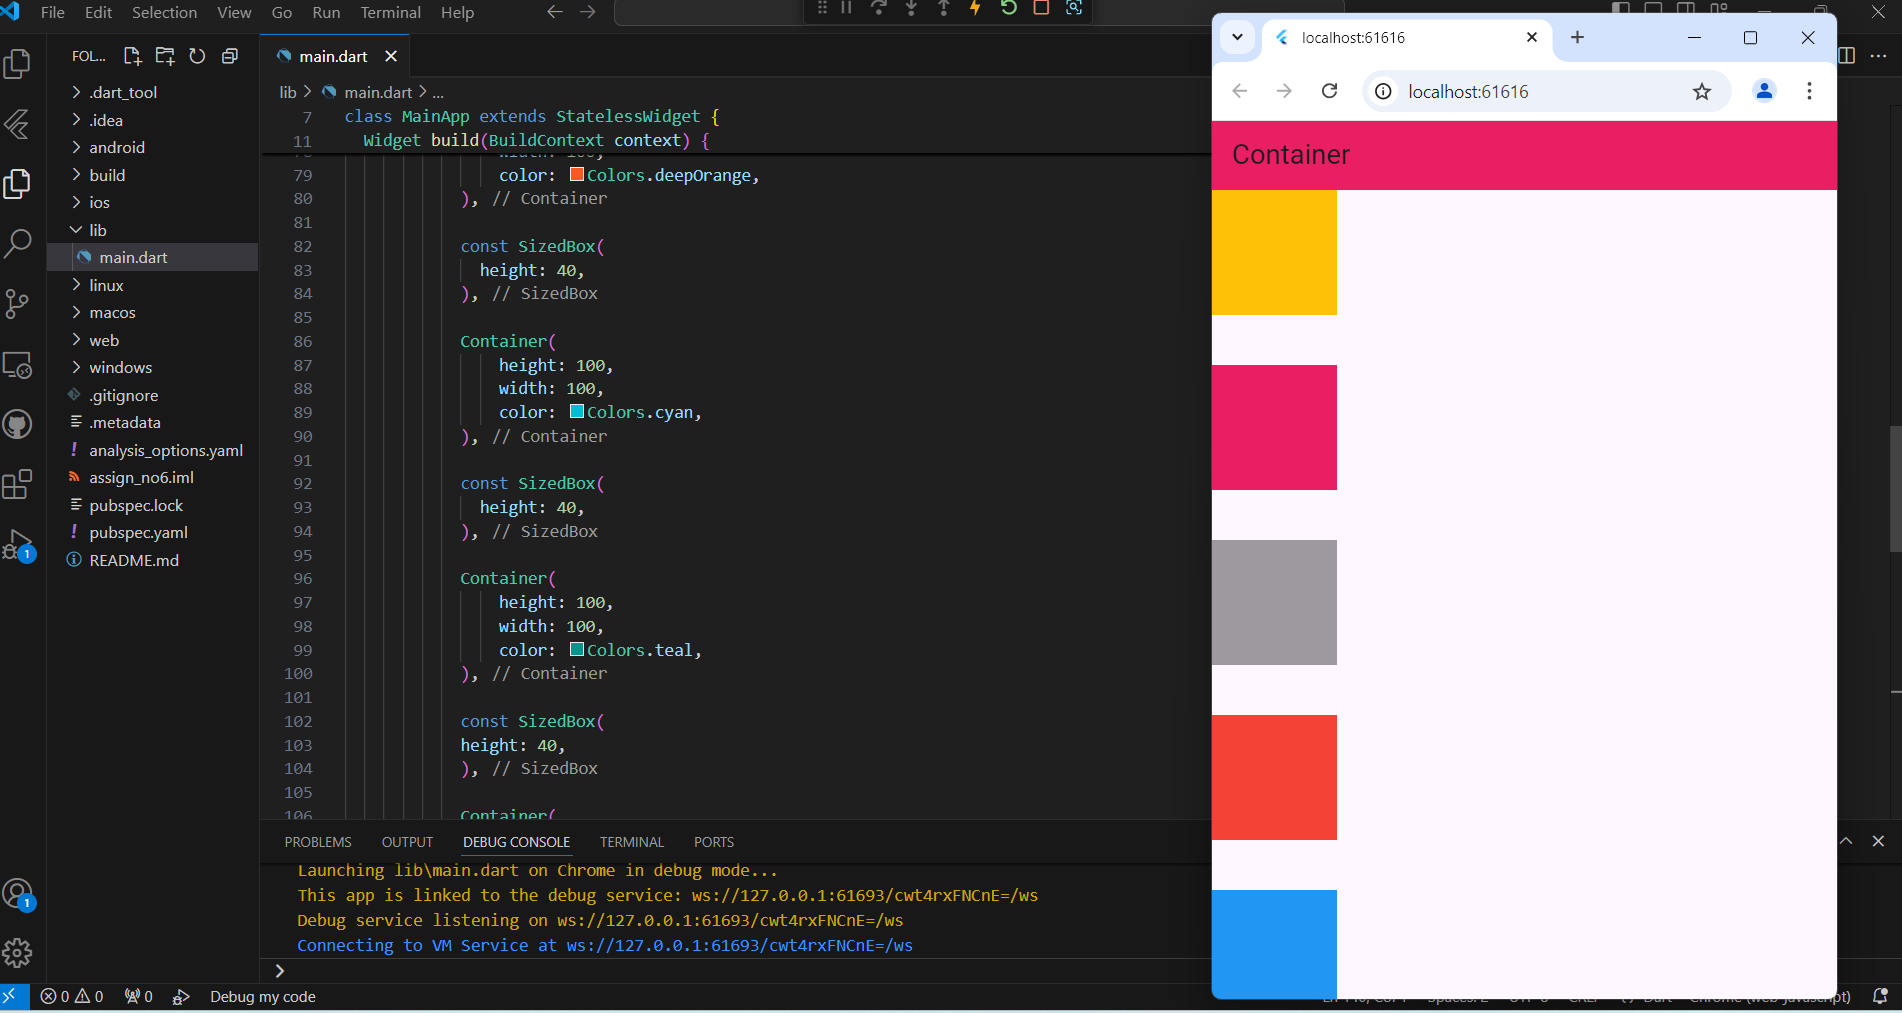 File Edit Selection View Go Run Terminal Help
FOL...
.dart_tool
.idea
android
build
ios
lib
main.dart
linux
macos
web
windows
.gitignore
.metadata
analysis_options.yaml
assign_no6.iml
pubspec.lock
pubspec.yaml
README.md
1
1
main.dart
lib > main.dart > ...
7 class MainApp extends StatelessWidget {
11 Widget build(BuildContext context) {
79 color: Colors.deepOrange,
80 ), // Container
81
82 const SizedBox(
83 height: 40,
84 ), // SizedBox
85
86 Container(
87 height: 100,
88 width: 100,
89 color: Colors.cyan,
90 ), // Container
91
92 const SizedBox(
93 height: 40,
94 ), // SizedBox
95
96 Container(
97 height: 100,
98 width: 100,
99 color: Colors.teal,
100 ), // Container
101
102 const SizedBox(
103 height: 40,
104 ), // SizedBox
105
106 Container(
PROBLEMS OUTPUT DEBUG CONSOLE TERMINAL PORTS
Launching lib\main.dart on Chrome in debug mode...
This app is linked to the debug service: ws://127.0.0.1:61693/cwt4rxFNCnE=/ws
Debug service listening on ws://127.0.0.1:61693/cwt4rxFNCnE=/ws
Connecting to VM Service at ws://127.0.0.1:61693/cwt4rxFNCnE=/ws
>
0 0 0 Debug my code
localhost:61616
localhost:61616
Container